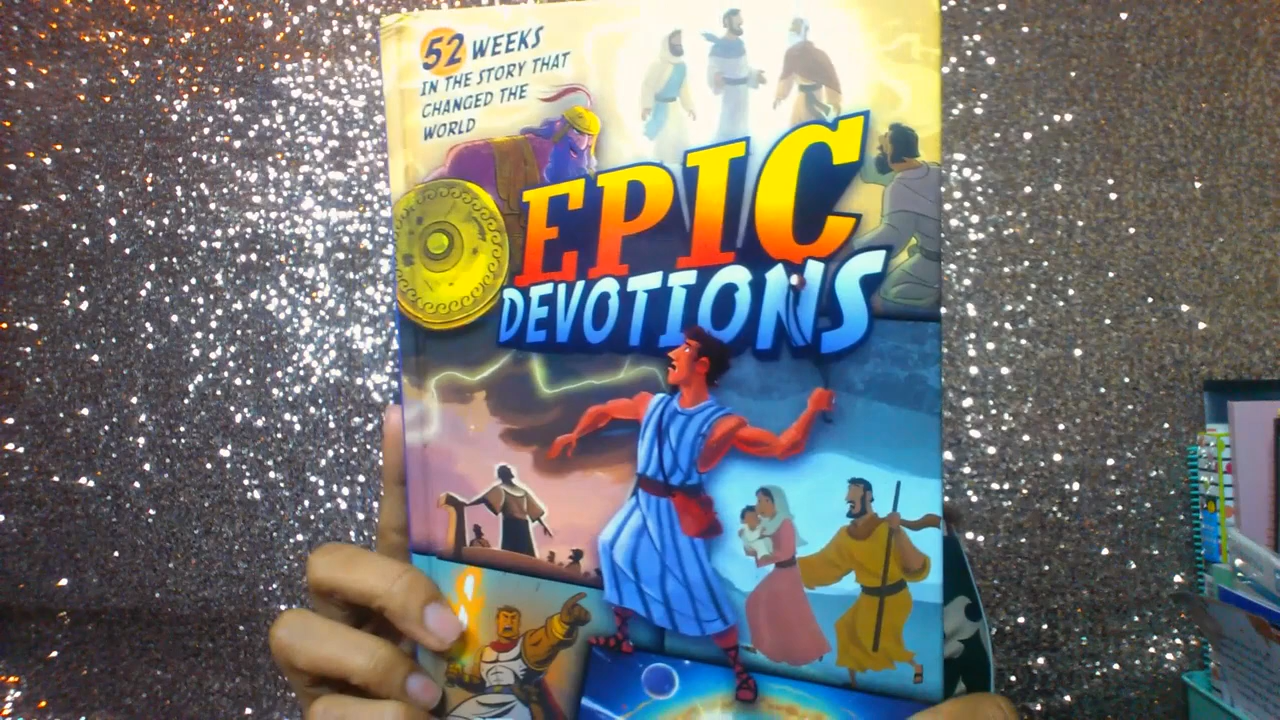 52 WEEKS
IN THE STORY THAT
CHANGED THE
WORLD
EPIC
DEVOTIONS